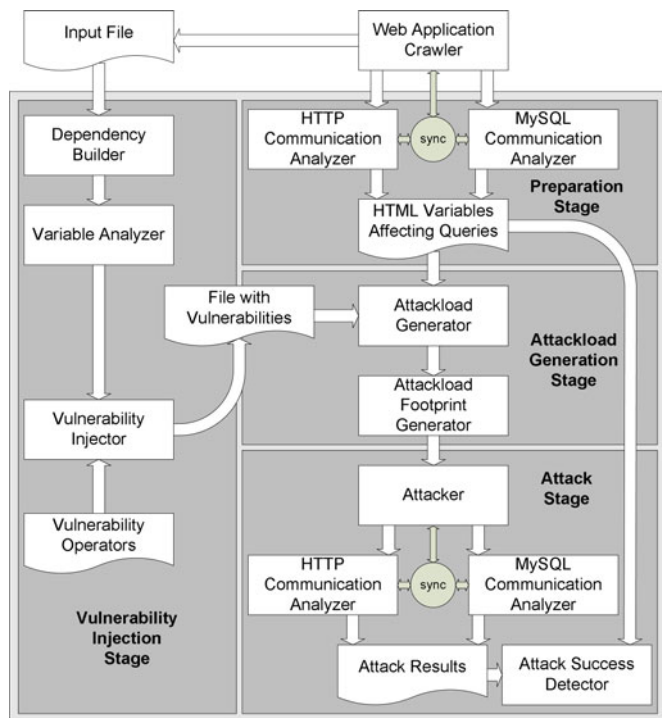 Input File
Web Application
Crawler
Dependency
Builder
Variable Analyzer
HTTP
Communication
Analyzer
sync
MySQL
Communication
Analyzer
Preparation
Stage
HTML Variables
Affecting Queries
File with
Vulnerabilities
Attackload
Generator
Attackload
Generation
Stage
Attackload
Footprint
Generator
Vulnerability
Injector
Vulnerability
Operators
Vulnerability
Injection
Stage
Attacker
Attack
Stage
HTTP
Communication
Analyzer
sync
MySQL
Communication
Analyzer
Attack Results
Attack Success
Detector